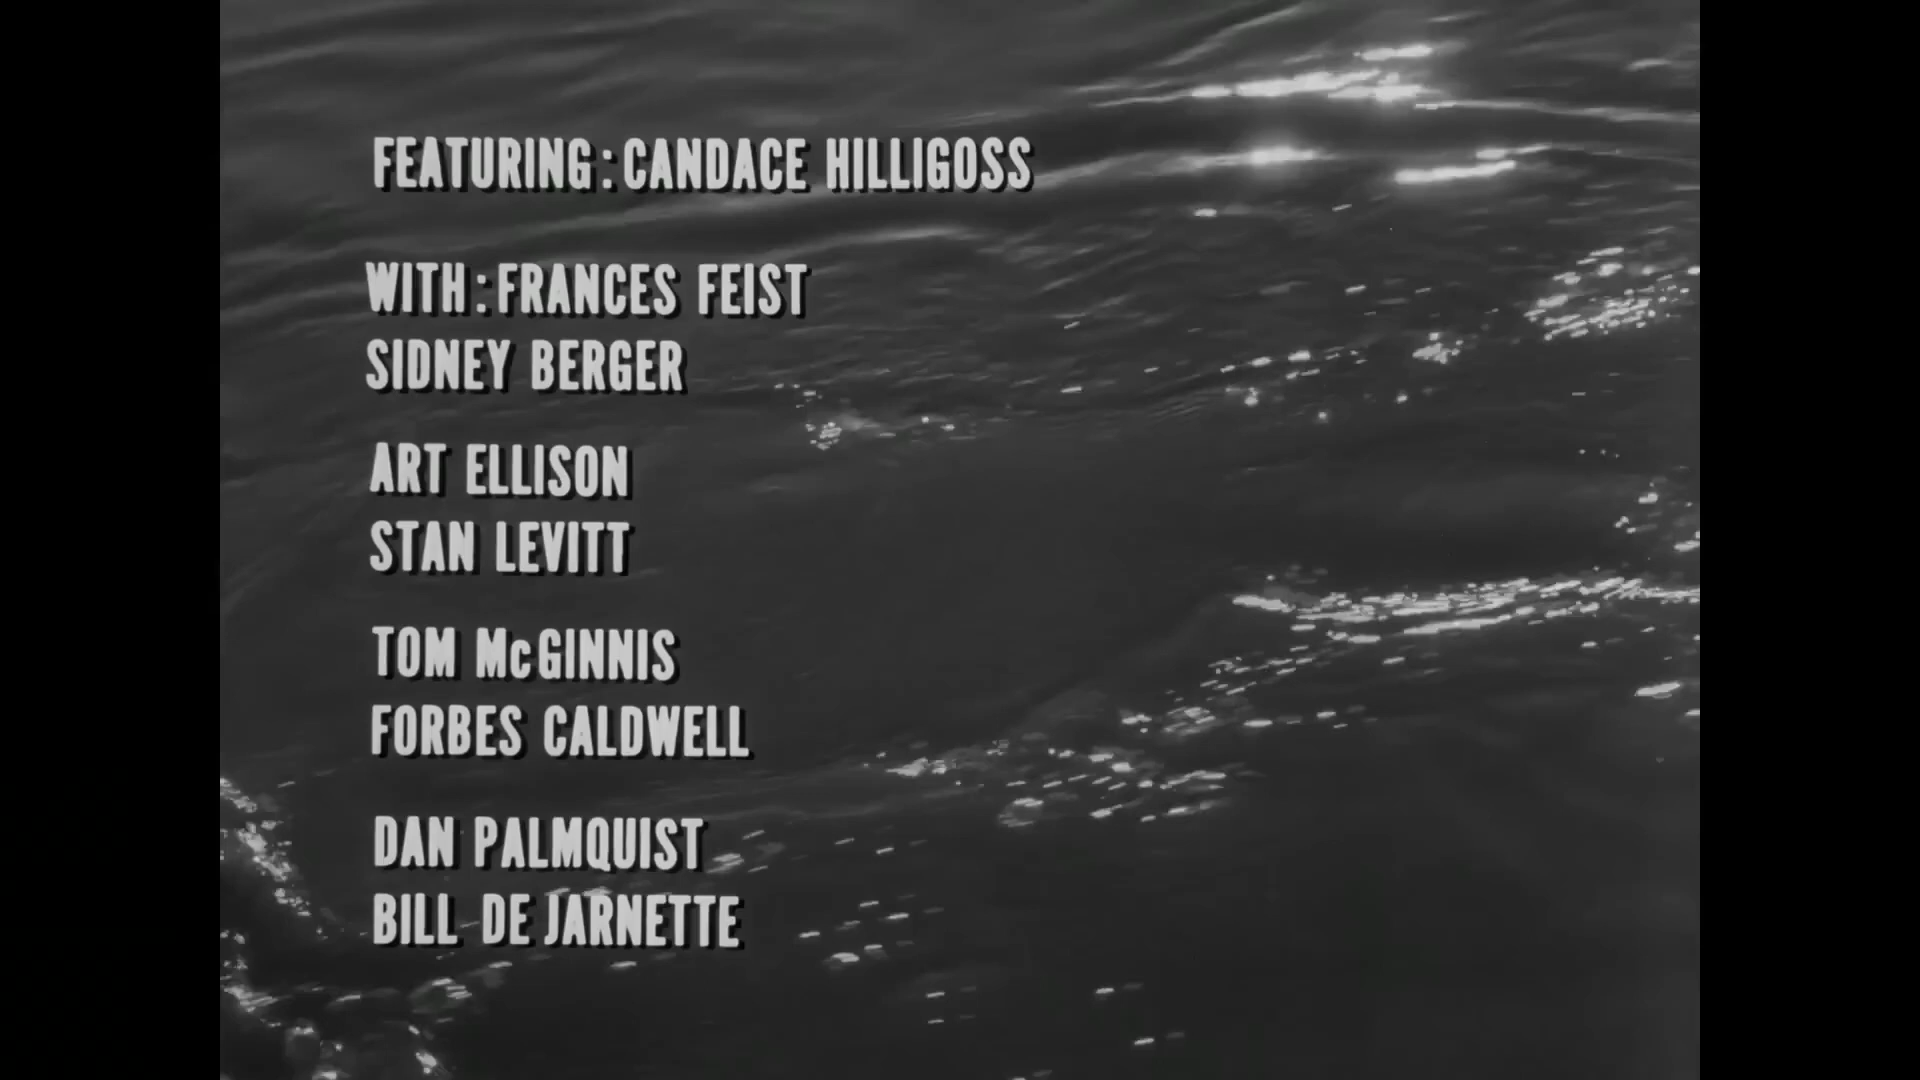 FEATURING: CANDACE HILLIGOSS
WITH: FRANCES FEIST
SIDNEY BERGER
ART ELLISON
STAN LEVITT
TOM McGINNIS
FORBES CALDWELL
DAN PALMQUIST
BILL DE JARNETTE